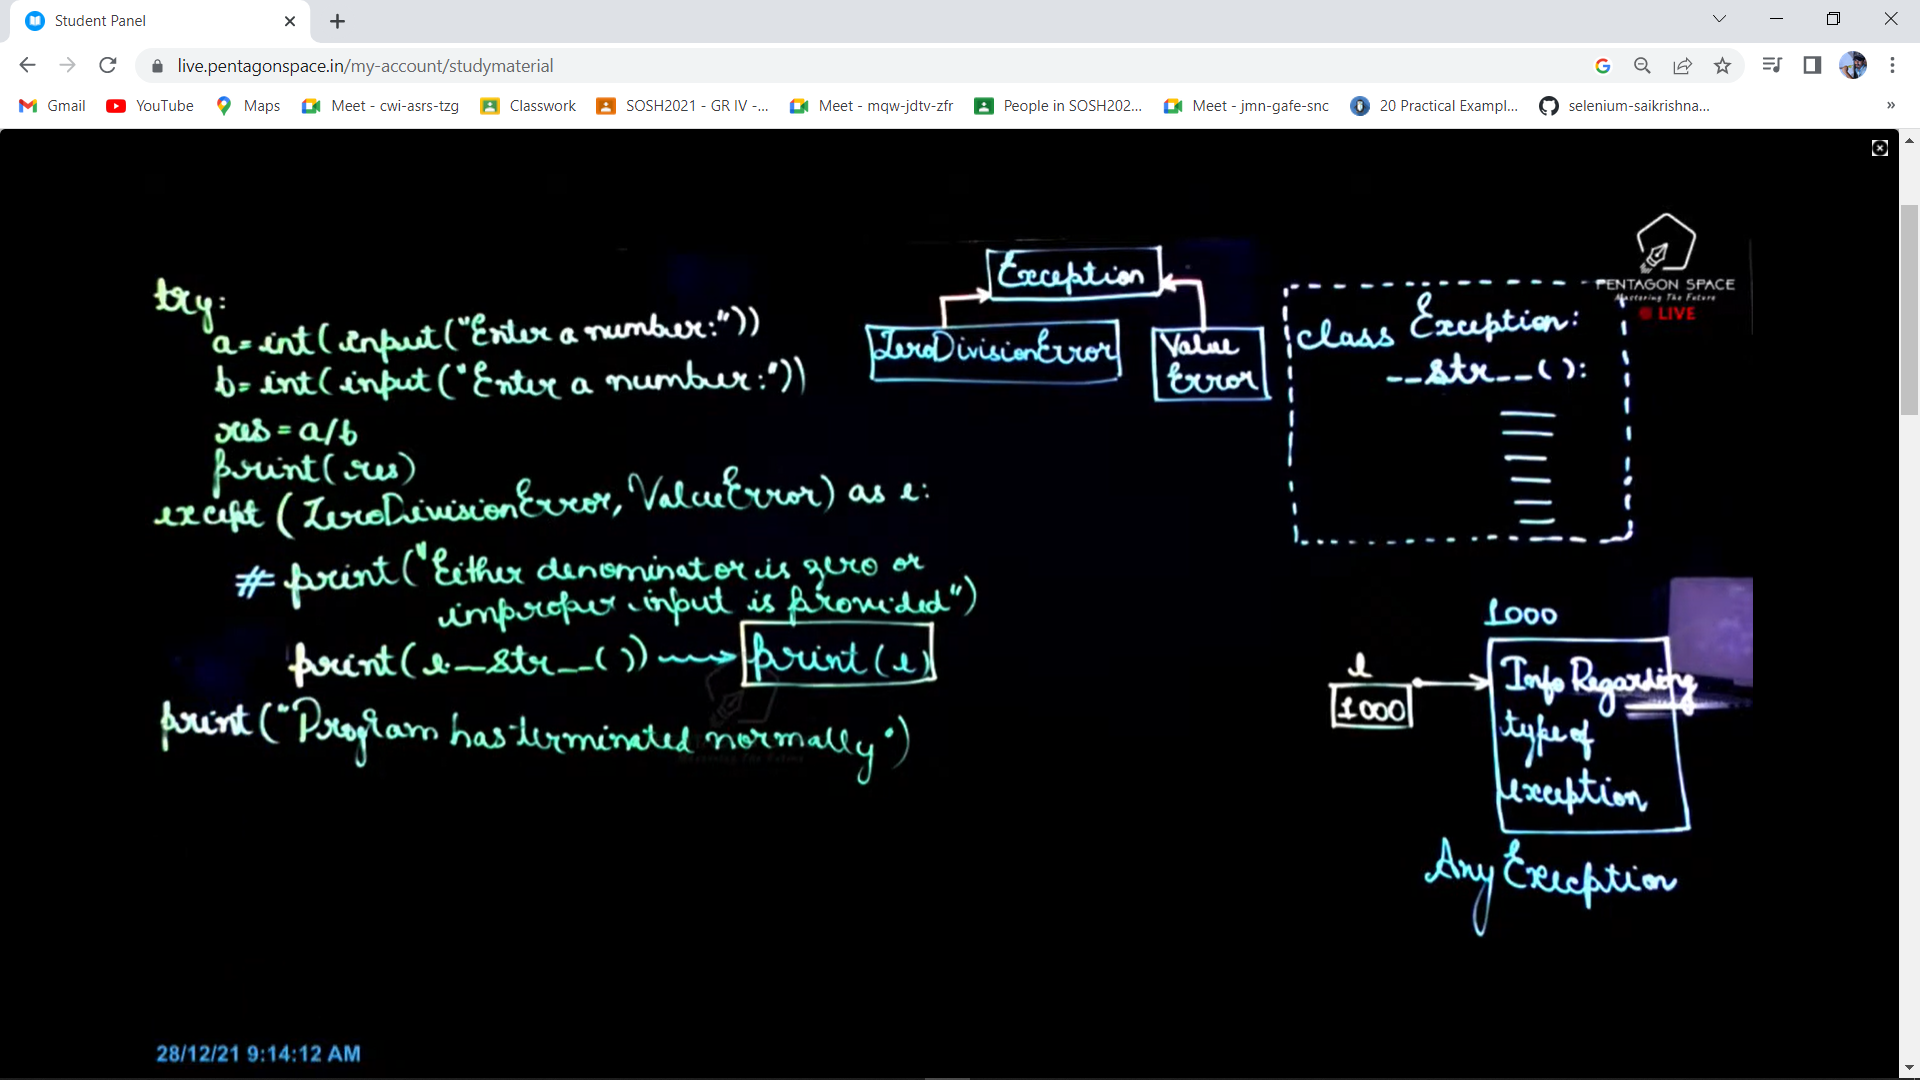 Student Panel
live.pentagonspace.in/my-account/studymaterial
Gmail YouTube Maps Meet - cwi-asrs-tzg Classwork SOSH2021 - GR IV -... Meet - mqw-jdtv-zfr People in SOSH202... Meet - jmn-gafe-snc 20 Practical Exampl... selenium-saikrishna... »
try:
a= int(input("Enter a number:"))
b= int(input("Enter a number:"))
res = a/b
print(res)
except (ZeroDivisionError, ValueError) as e:
# print("Either denominator is zero or
improper input is provided")
print(e.__str__()) → print(e)
print("Program has terminated normally")
Exception
ZeroDivisionError
Value
Error
PENTAGON SPACE
Mastering The Future
LIVE
class Exception:
__str__():
1000
e
1000
Info Regarding
type of
exception
Any Exception
28/12/21 9:14:12 AM